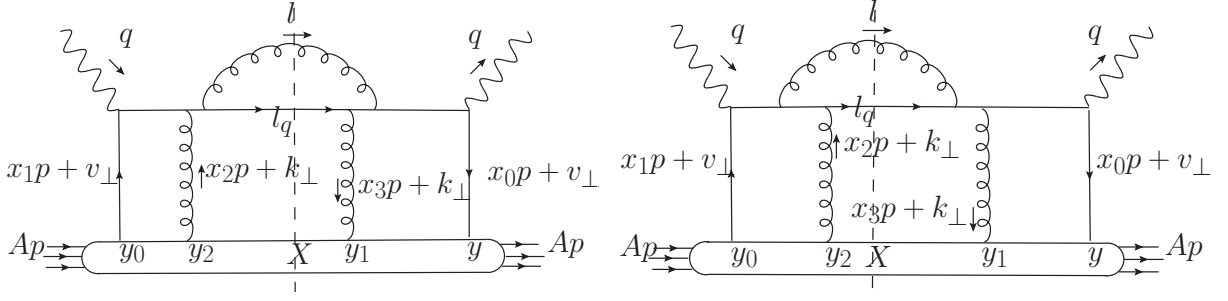 l l
q q q q
l_q l_q
x_1p + v_⊥ x_2p + k_⊥ x_3p + k_⊥ x_0p + v_⊥ x_1p + v_⊥ x_2p + k_⊥ x_3p + k_⊥ x_0p + v_⊥
Ap y_0 y_2 X y_1 y Ap Ap y_0 y_2 X y_1 y Ap